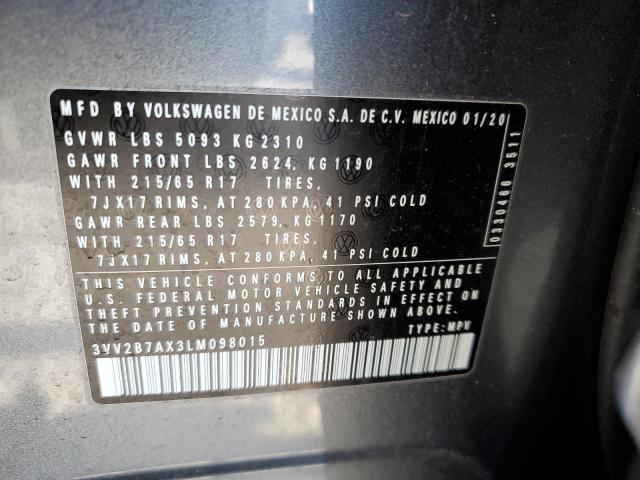 MFD BY VOLKSWAGEN DE MEXICO S.A. DE C.V. MEXICO 01/20
GVWR LBS 5093 KG 2310
GAWR FRONT LBS 2624, KG 1190
WITH 215/65 R17 TIRES,
7JX17 RIMS, AT 280 KPA, 41 PSI COLD
GAWR REAR LBS 2579, KG 1170
WITH 215/65 R17 TIRES,
7JX17 RIMS, AT 280 KPA, 41 PSI COLD
THIS VEHICLE CONFORMS TO ALL APPLICABLE
U.S. FEDERAL MOTOR VEHICLE SAFETY AND
THEFT PREVENTION STANDARDS IN EFFECT ON
THE DATE OF MANUFACTURE SHOWN ABOVE.
3VV2B7AX3LM098015 TYPE: MPV
0330466 3511